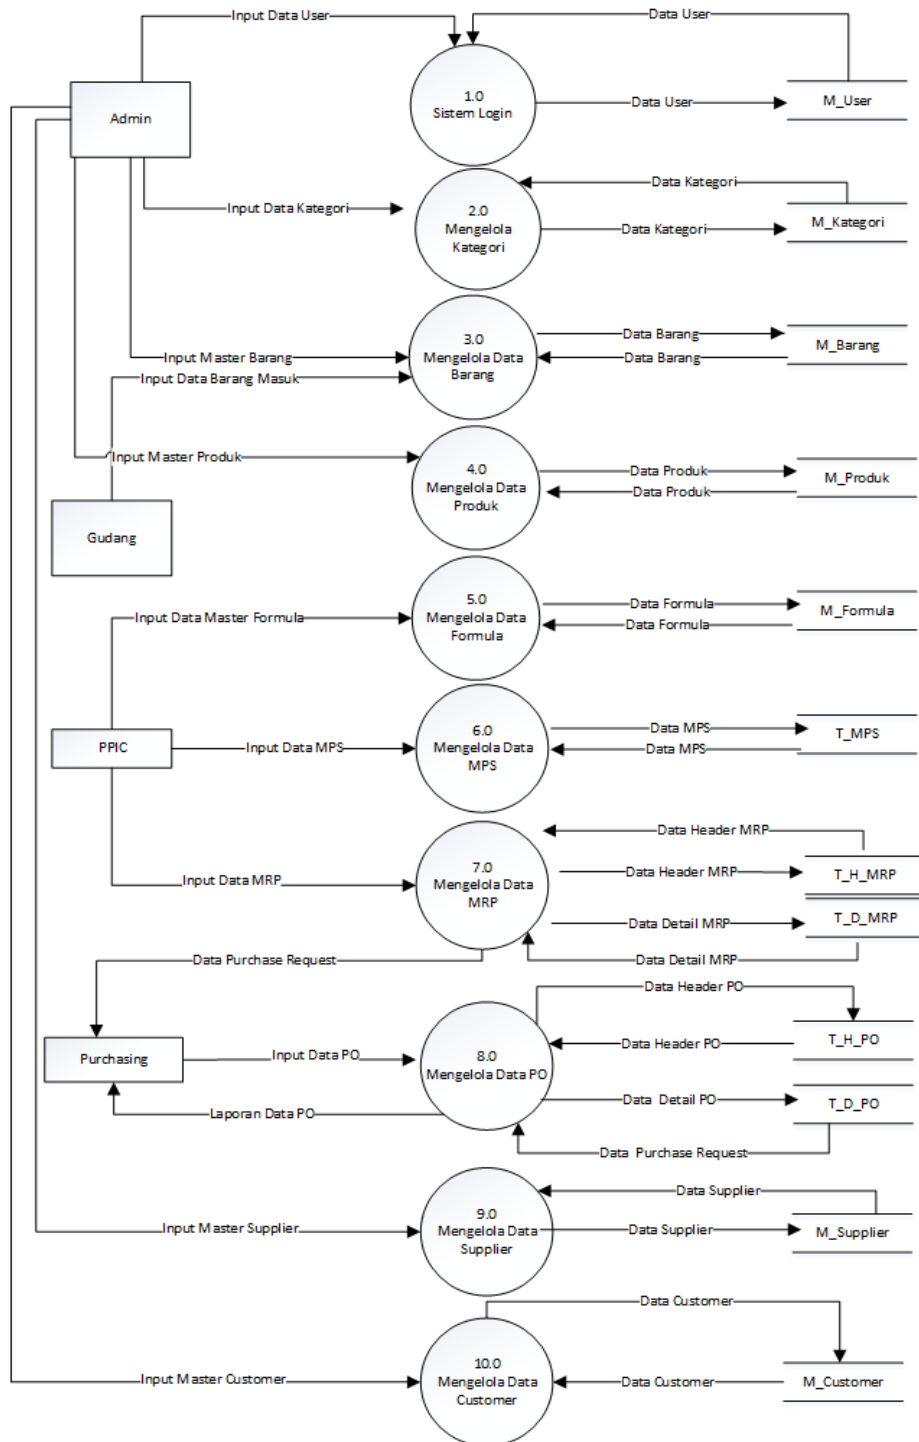 Input Data User
Data User
Admin
1.0
Sistem Login
Data User
M_User
Data Kategori
Input Data Kategori
2.0
Mengelola
Kategori
Data Kategori
M_Kategori
3.0
Mengelola Data
Barang
Data Barang
Data Barang
M_Barang
Input Master Barang
Input Data Barang Masuk
Input Master Produk
4.0
Mengelola Data
Produk
Data Produk
Data Produk
M_Produk
Gudang
5.0
Mengelola Data
Formula
Input Data Master Formula
Data Formula
Data Formula
M_Formula
PPIC
Input Data MPS
6.0
Mengelola Data
MPS
Data MPS
Data MPS
T_MPS
Data Header MRP
Input Data MRP
7.0
Mengelola Data
MRP
Data Header MRP
T_H_MRP
Data Detail MRP
T_D_MRP
Data Detail MRP
Data Purchase Request
Data Header PO
Purchasing
Input Data PO
8.0
Mengelola Data PO
Data Header PO
T_H_PO
Laporan Data PO
Data  Detail PO
T_D_PO
Data  Purchase Request
Data Supplier
Input Master Supplier
9.0
Mengelola Data
Supplier
Data Supplier
M_Supplier
Data Customer
Input Master Customer
10.0
Mengelola Data
Customer
Data Customer
M_Customer